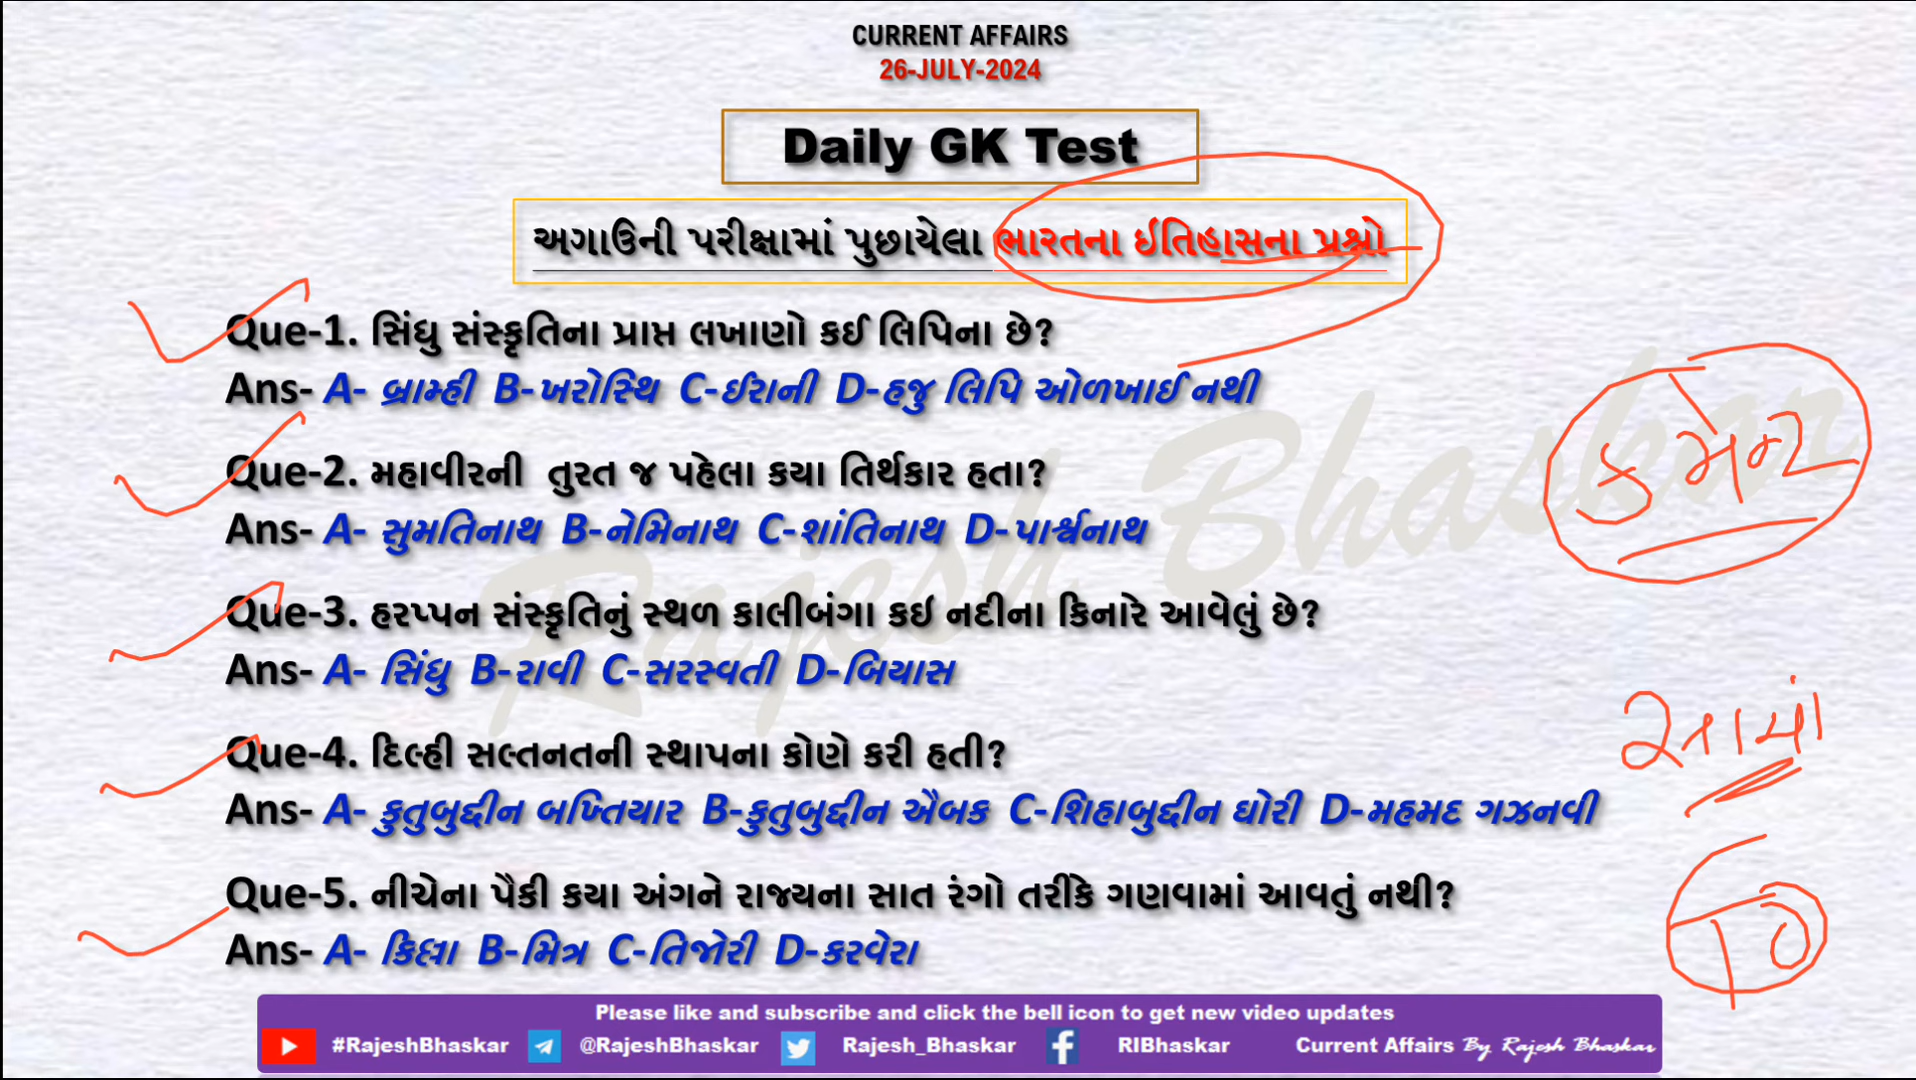 CURRENT AFFAIRS
26-JULY-2024
Daily GK Test
અગાઉની પરીક્ષામાં પુછાયેલા ભારતના ઈતિહાસના પ્રશ્નો
Que-1. સિંધુ સંસ્કૃતિના પ્રાપ્ત લખાણો કઈ લિપિના છે?
Ans- A- બ્રામ્હી B-ખરોસ્થિ C-ઈરાની D-હજુ લિપિ ઓળખાઈ નથી
Que-2. મહાવીરની તુરત જ પહેલા કયા તિર્થકાર હતા?
Ans- A- સુમતિનાથ B-નેમિનાથ C-શાંતિનાથ D-પાર્શ્વનાથ
Que-3. હરપ્પન સંસ્કૃતિનું સ્થળ કાલીબંગા કઇ નદીના કિનારે આવેલું છે?
Ans- A- સિંધુ B-રાવી C-સરસ્વતી D-બિયાસ
Que-4. દિલ્હી સલ્તનતની સ્થાપના કોણે કરી હતી?
Ans- A- કુતુબુદ્દીન બખ્તિયાર B-કુતુબુદ્દીન ઐબક C-શિહાબુદ્દીન ઘોરી D-મહમદ ગઝનવી
Que-5. નીચેના પૈકી કયા અંગને રાજ્યના સાત રંગો તરીકે ગણવામાં આવતું નથી?
Ans- A- કિલ્લા B-મિત્ર C-તિજોરી D-કરવેરા
Rajesh Bhaskar
10
Please like and subscribe and click the bell icon to get new video updates
#RajeshBhaskar @RajeshBhaskar Rajesh_Bhaskar RIBhaskar Current Affairs By Rajesh Bhaskar